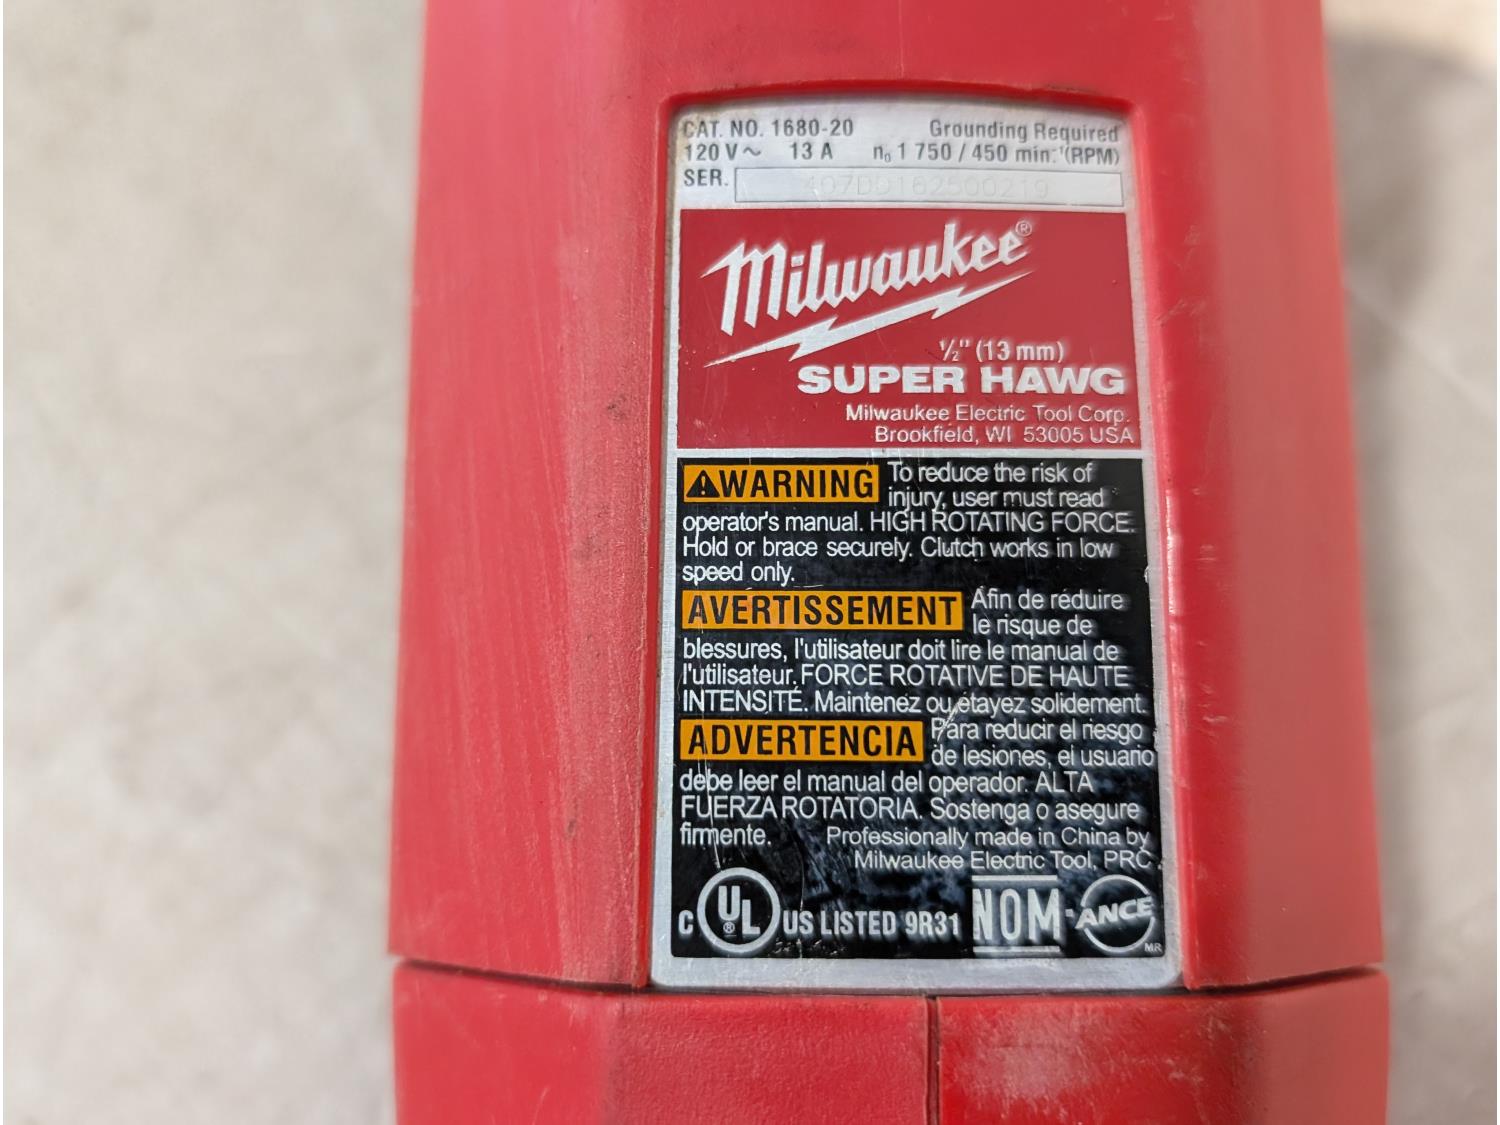 CAT. NO. 1680-20 Grounding Required
120 V~ 13 A n₀ 1 750 / 450 min.⁻¹(RPM)
SER. 407DD162500219
Milwaukee®
½" (13 mm)
SUPER HAWG
Milwaukee Electric Tool Corp.
Brookfield, WI 53005 USA
WARNING To reduce the risk of
injury, user must read
operator's manual. HIGH ROTATING FORCE.
Hold or brace securely. Clutch works in low
speed only.
AVERTISSEMENT Afin de réduire
le risque de
blessures, l'utilisateur doit lire le manual de
l'utilisateur. FORCE ROTATIVE DE HAUTE
INTENSITÉ. Maintenez ou étayez solidement.
ADVERTENCIA Para reducir el riesgo
de lesiones, el usuario
debe leer el manual del operador. ALTA
FUERZA ROTATORIA. Sostenga o asegure
firmente. Professionally made in China by
Milwaukee Electric Tool, PRC
C UL® US LISTED 9R31 NOM-ANCE
MR